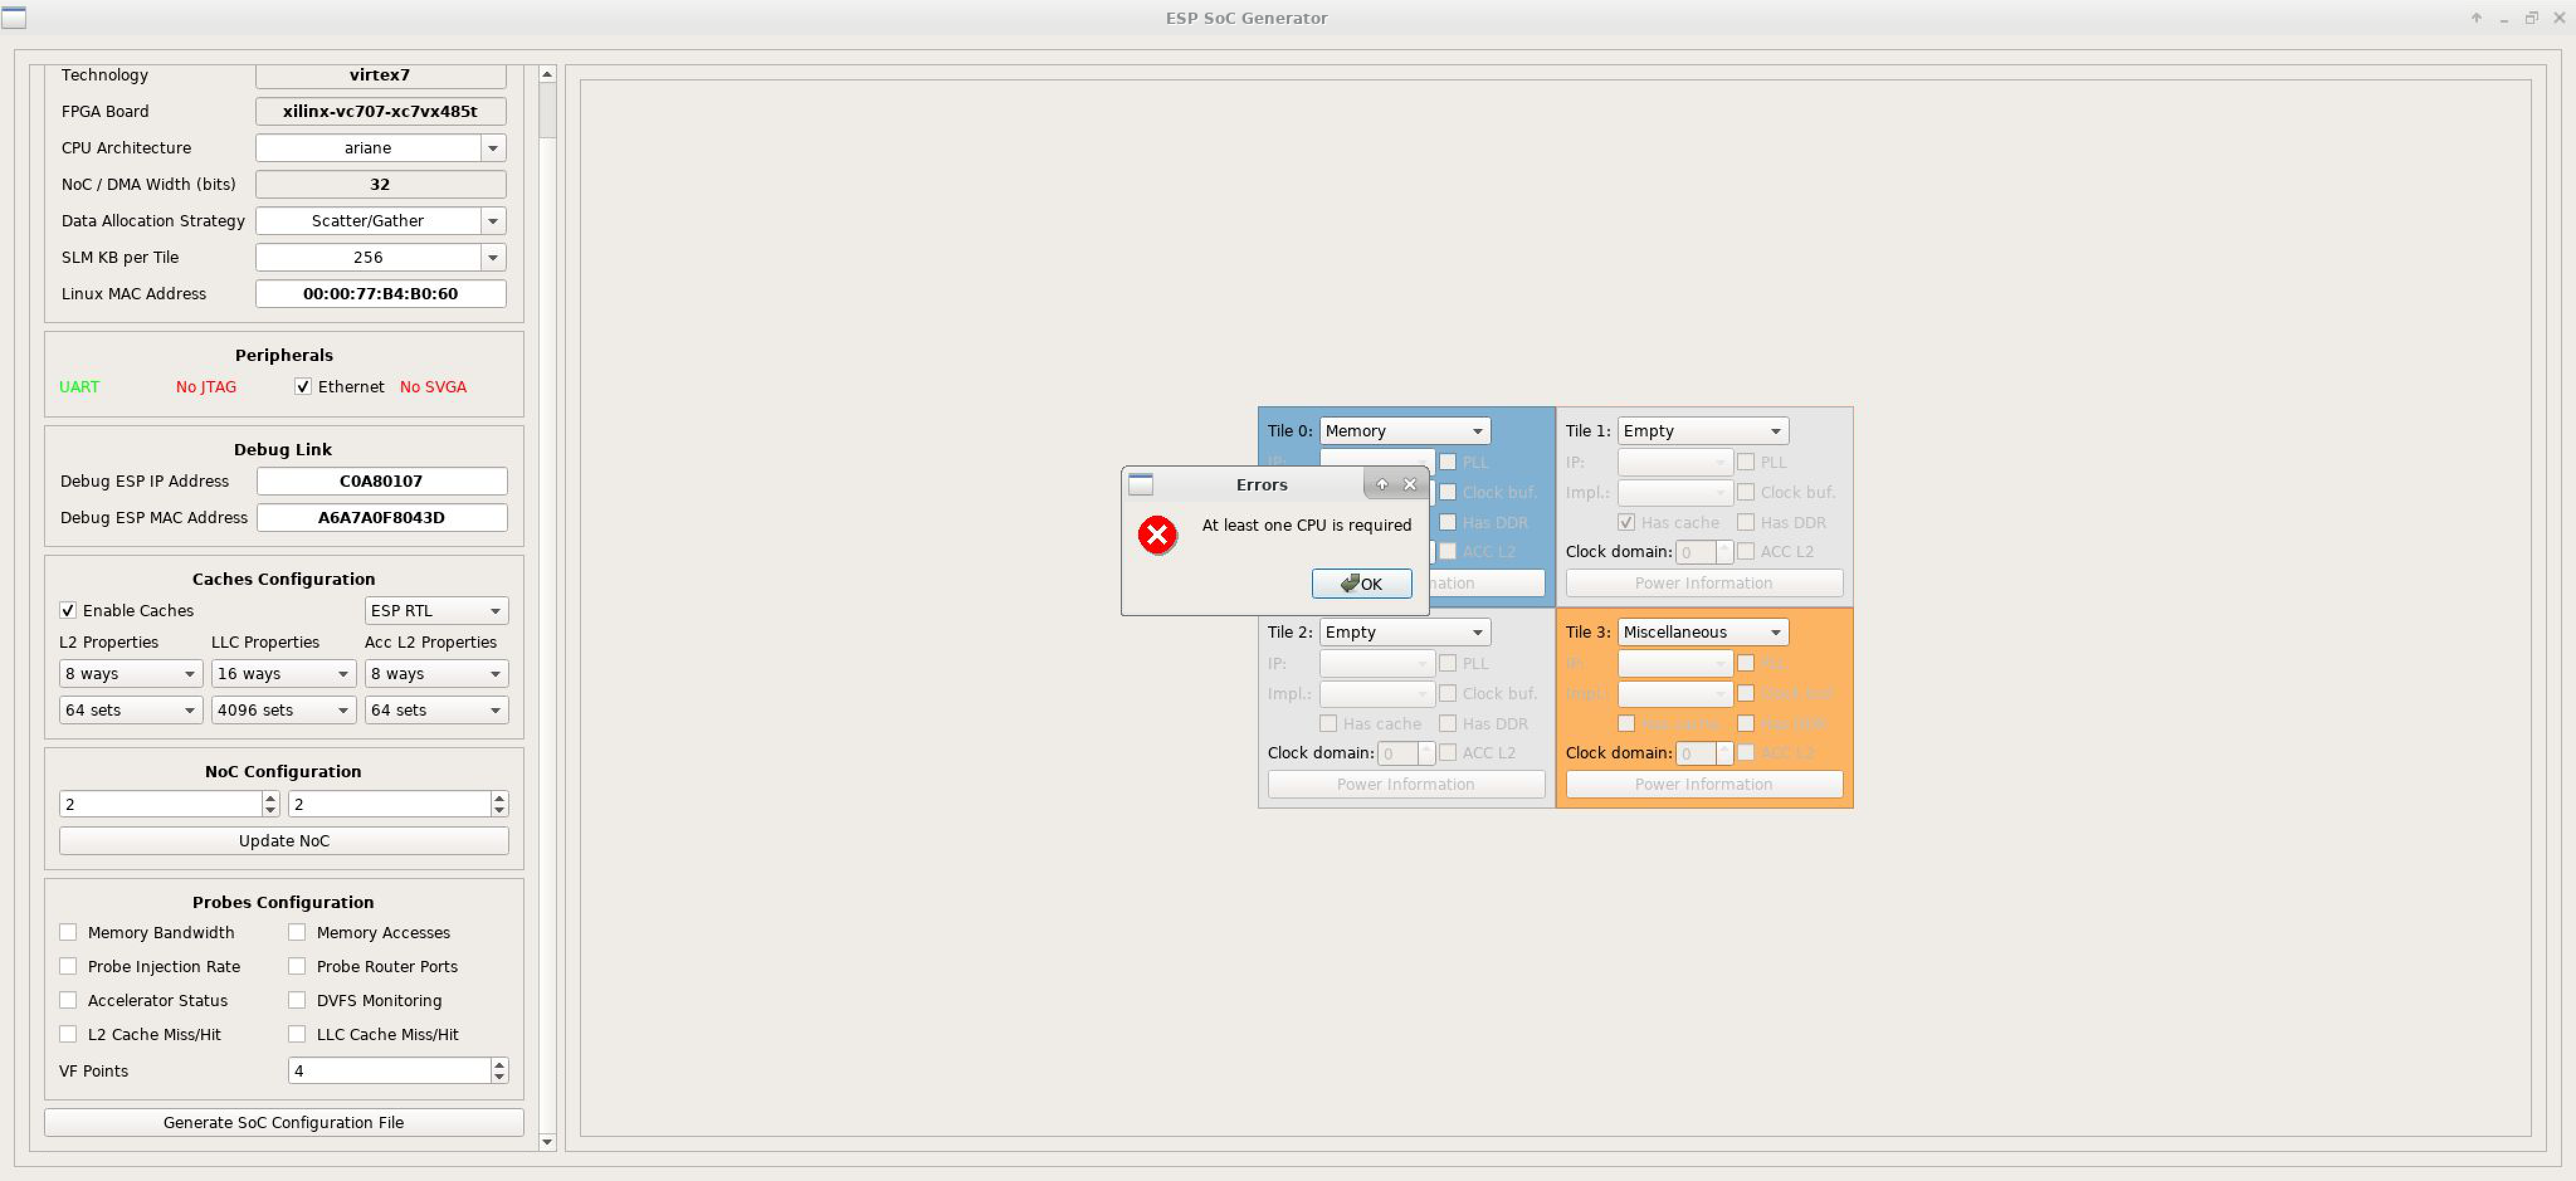 ESP SoC Generator
Technology virtex7
FPGA Board xilinx-vc707-xc7vx485t
CPU Architecture ariane
NoC / DMA Width (bits) 32
Data Allocation Strategy Scatter/Gather
SLM KB per Tile 256
Linux MAC Address 00:00:77:B4:B0:60
Peripherals
UART No JTAG Ethernet No SVGA
Debug Link
Debug ESP IP Address C0A80107
Debug ESP MAC Address A6A7A0F8043D
Caches Configuration
Enable Caches ESP RTL
L2 Properties LLC Properties Acc L2 Properties
8 ways 16 ways 8 ways
64 sets 4096 sets 64 sets
NoC Configuration
2 2
Update NoC
Probes Configuration
Memory Bandwidth Memory Accesses
Probe Injection Rate Probe Router Ports
Accelerator Status DVFS Monitoring
L2 Cache Miss/Hit LLC Cache Miss/Hit
VF Points 4
Generate SoC Configuration File
Tile 0: Memory
IP: PLL
Clock buf.
Has DDR
ACC L2
Errors
At least one CPU is required
OK
Tile 1: Empty
IP: PLL
Impl.: Clock buf.
Has cache Has DDR
Clock domain: 0 ACC L2
Power Information
Tile 2: Empty
IP: PLL
Impl.: Clock buf.
Has cache Has DDR
Clock domain: 0 ACC L2
Power Information
Tile 3: Miscellaneous
IP: PLL
Impl.: Clock buf.
Has cache Has DDR
Clock domain: 0 ACC L2
Power Information